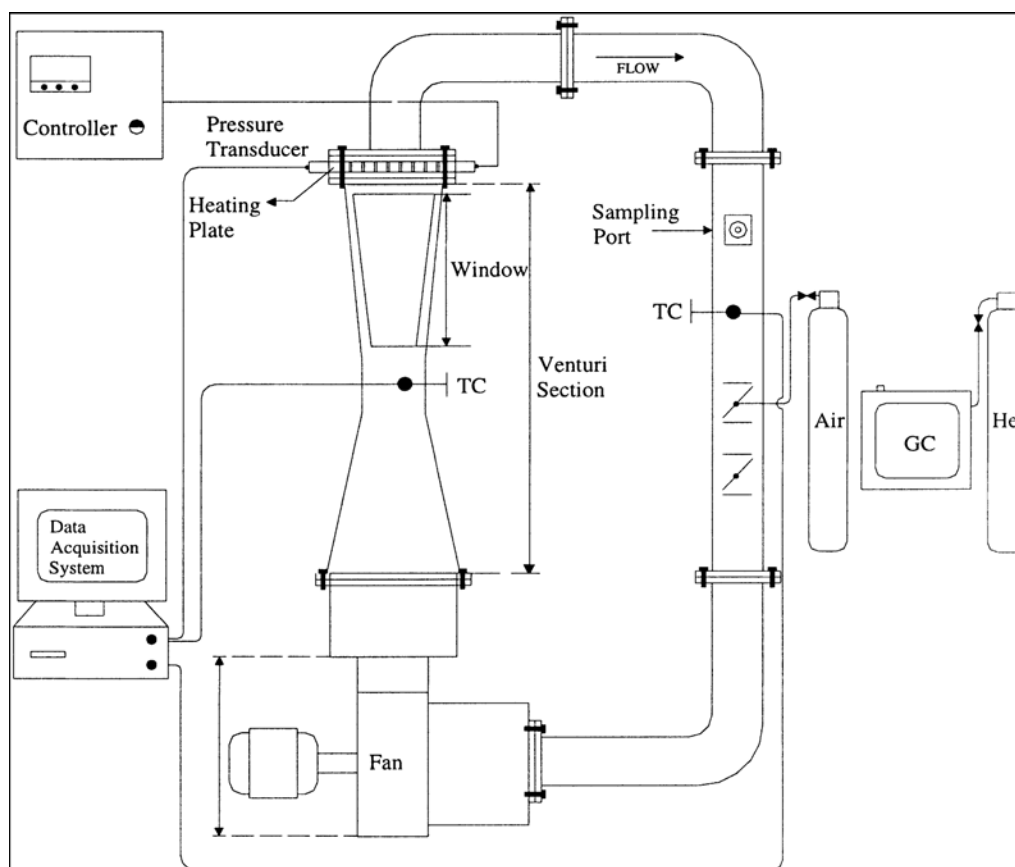 FLOW
Controller
Pressure
Transducer
Heating
Plate
Sampling
Port
Window
TC
Venturi
Section
TC
Air
GC
He
Data
Acquisition
System
Fan